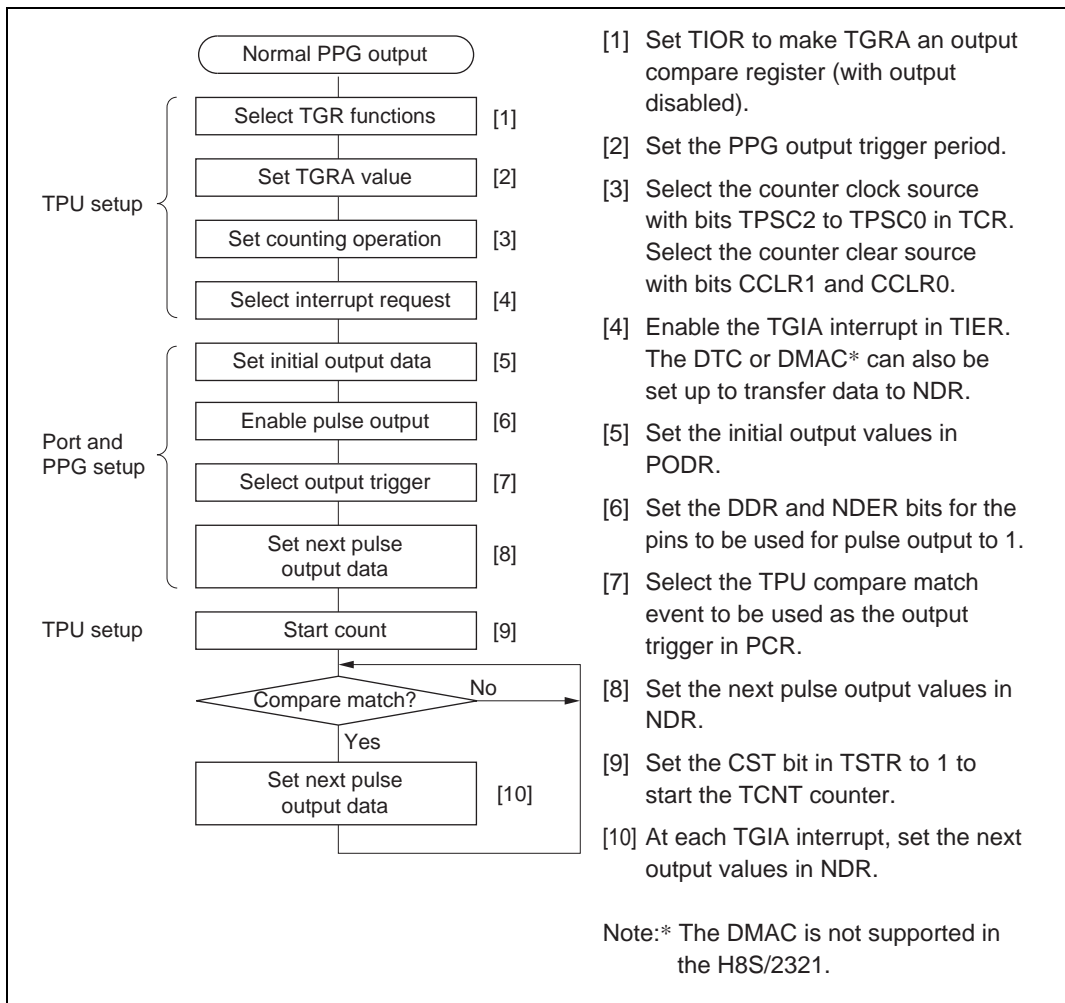 Normal PPG output
Select TGR functions [1]
Set TGRA value [2]
TPU setup
Set counting operation [3]
Select interrupt request [4]
Set initial output data [5]
Enable pulse output [6]
Port and
PPG setup
Select output trigger [7]
Set next pulse
output data
[8]
TPU setup
Start count [9]
Compare match?
No
Yes
Set next pulse
output data
[10]
[1] Set TIOR to make TGRA an output
compare register (with output
disabled).
[2] Set the PPG output trigger period.
[3] Select the counter clock source
with bits TPSC2 to TPSC0 in TCR.
Select the counter clear source
with bits CCLR1 and CCLR0.
[4] Enable the TGIA interrupt in TIER.
The DTC or DMAC* can also be
set up to transfer data to NDR.
[5] Set the initial output values in
PODR.
[6] Set the DDR and NDER bits for the
pins to be used for pulse output to 1.
[7] Select the TPU compare match
event to be used as the output
trigger in PCR.
[8] Set the next pulse output values in
NDR.
[9] Set the CST bit in TSTR to 1 to
start the TCNT counter.
[10] At each TGIA interrupt, set the next
output values in NDR.
Note:* The DMAC is not supported in
the H8S/2321.